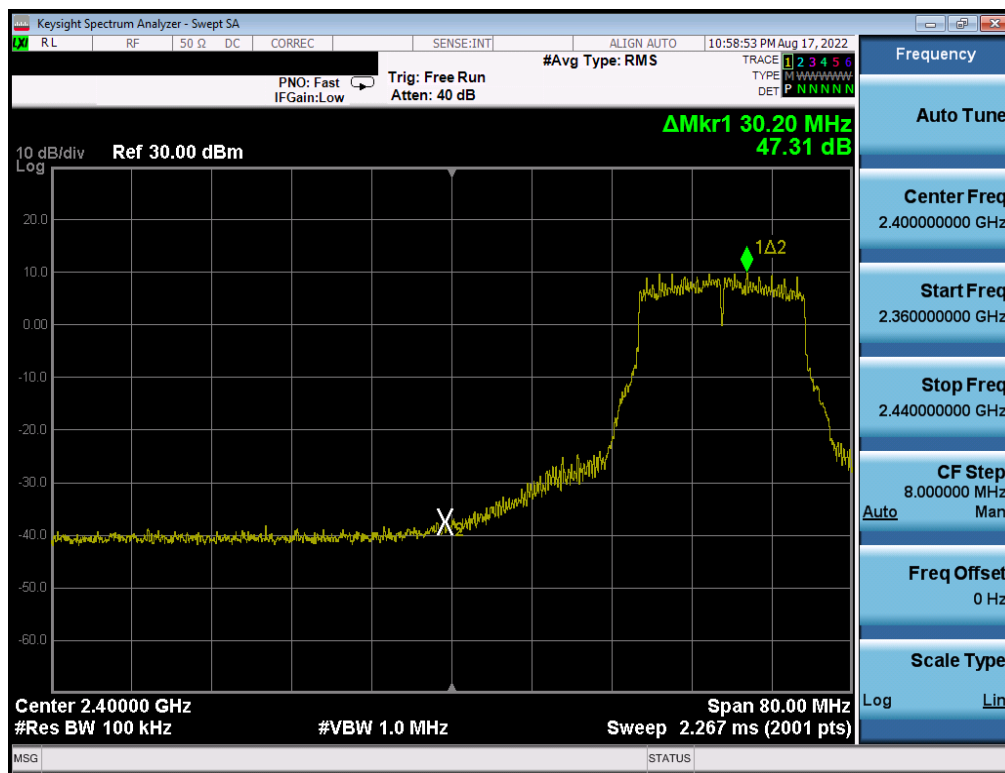 Keysight Spectrum Analyzer - Swept SA
LXI RL RF 50 Ω DC CORREC SENSE:INT ALIGN AUTO 10:58:53 PM Aug 17, 2022
#Avg Type: RMS
TRACE 1 2 3 4 5 6
PNO: Fast Trig: Free Run TYPE M WWWWW
IFGain:Low Atten: 40 dB DET P N N N N N
ΔMkr1 30.20 MHz
47.31 dB
10 dB/div Ref 30.00 dBm
Log
1Δ2
20.0
10.0
0.00
-10.0
-20.0
-30.0
-40.0
X2
-50.0
-60.0
Center 2.40000 GHz Span 80.00 MHz
#Res BW 100 kHz #VBW 1.0 MHz Sweep 2.267 ms (2001 pts)
MSG STATUS
Frequency
Auto Tune
Center Freq
2.400000000 GHz
Start Freq
2.360000000 GHz
Stop Freq
2.440000000 GHz
CF Step
8.000000 MHz
Auto Man
Freq Offset
0 Hz
Scale Type
Log Lin